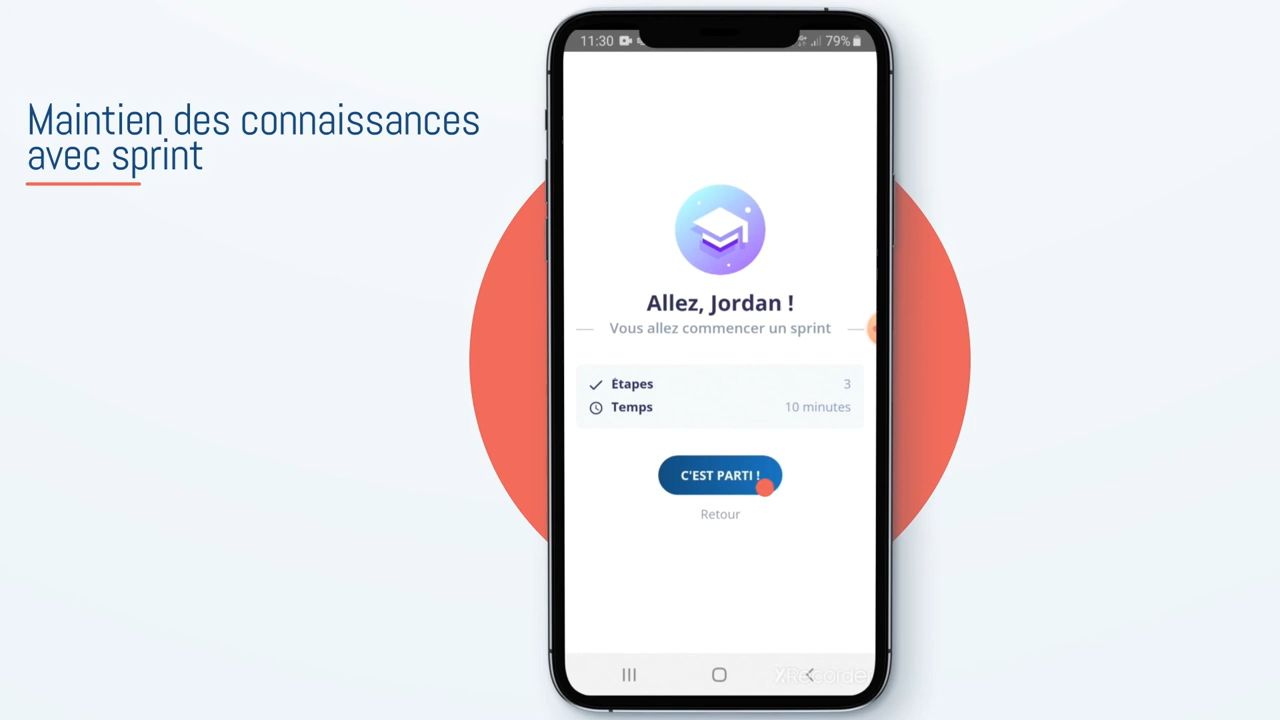 Maintien des connaissances
avec sprint
11:30
79%
Allez, Jordan !
Vous allez commencer un sprint
Étapes 3
Temps 10 minutes
C'EST PARTI !
Retour
XRecorde